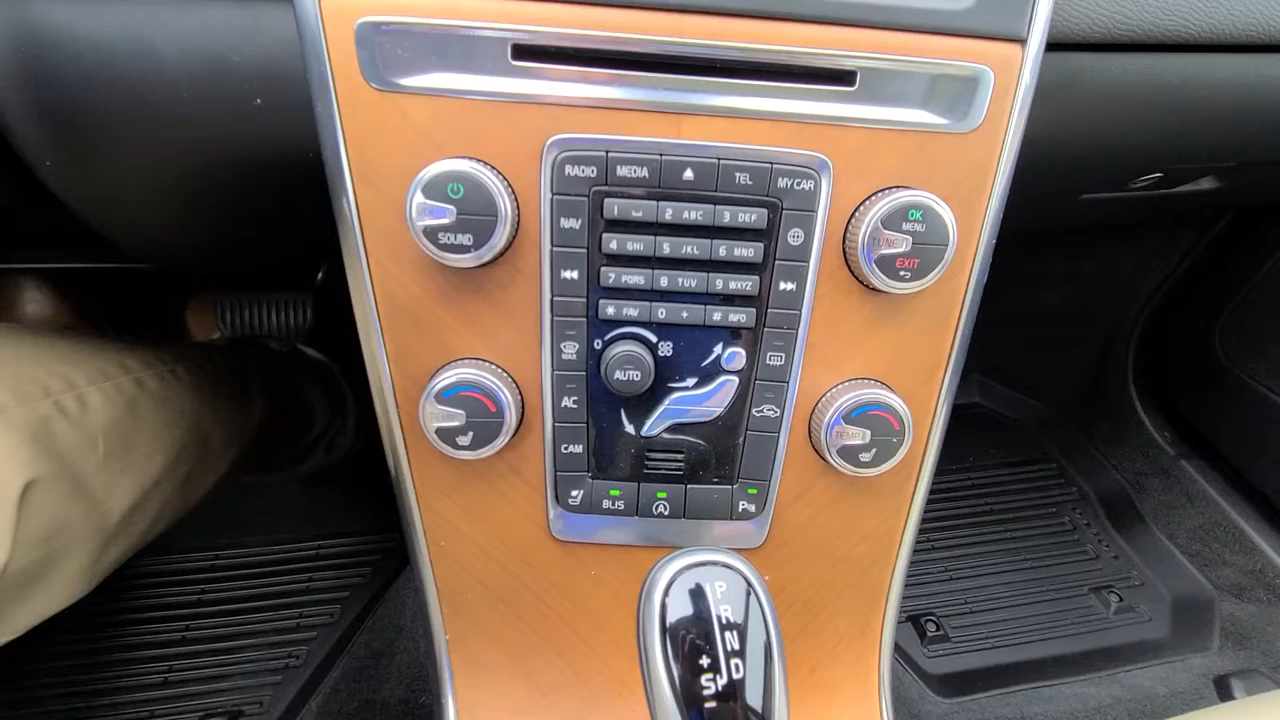 RADIO MEDIA TEL MY CAR
NAV
1 2 ABC 3 DEF
4 GHI 5 JKL 6 MNO
7 PQRS 8 TUV 9 WXYZ
* FAV 0 + # INFO
SOUND
OK
MENU
TUNE
EXIT
MAX
0
AUTO
AC
CAM
TEMP
TEMP
BLIS
A
P
P
R
N
D
+
S
-